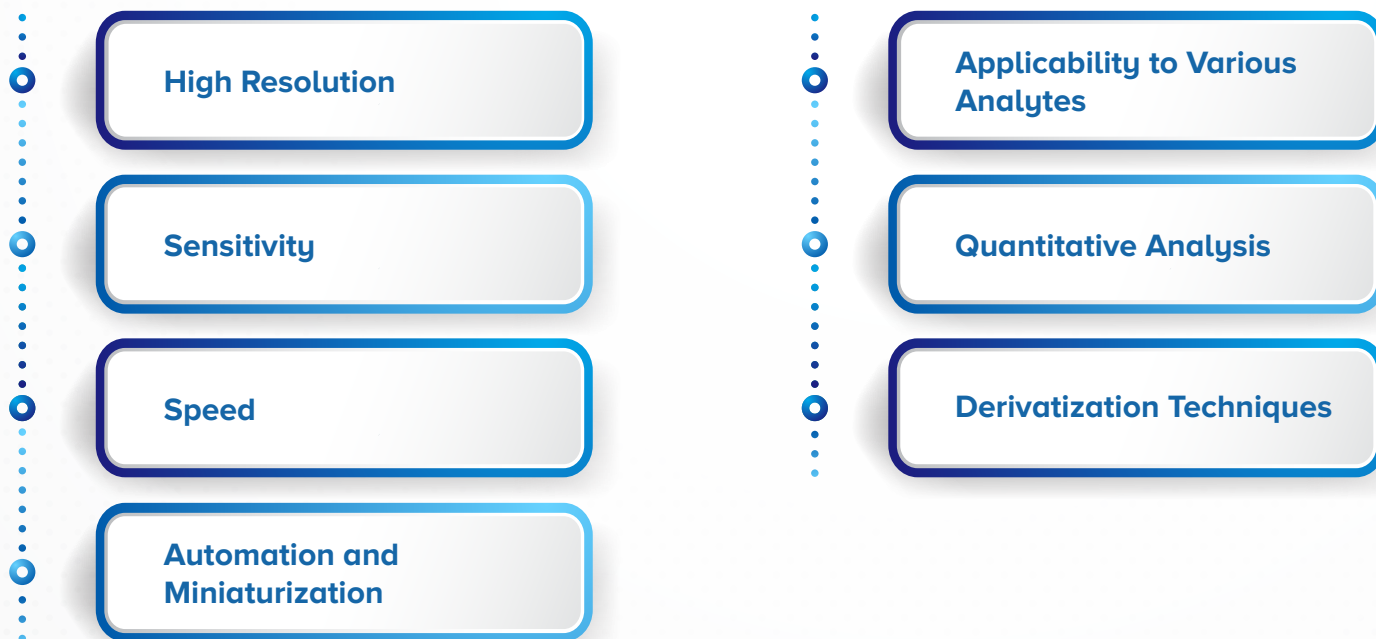 High Resolution
Sensitivity
Speed
Automation and
Miniaturization
Applicability to Various
Analytes
Quantitative Analysis
Derivatization Techniques